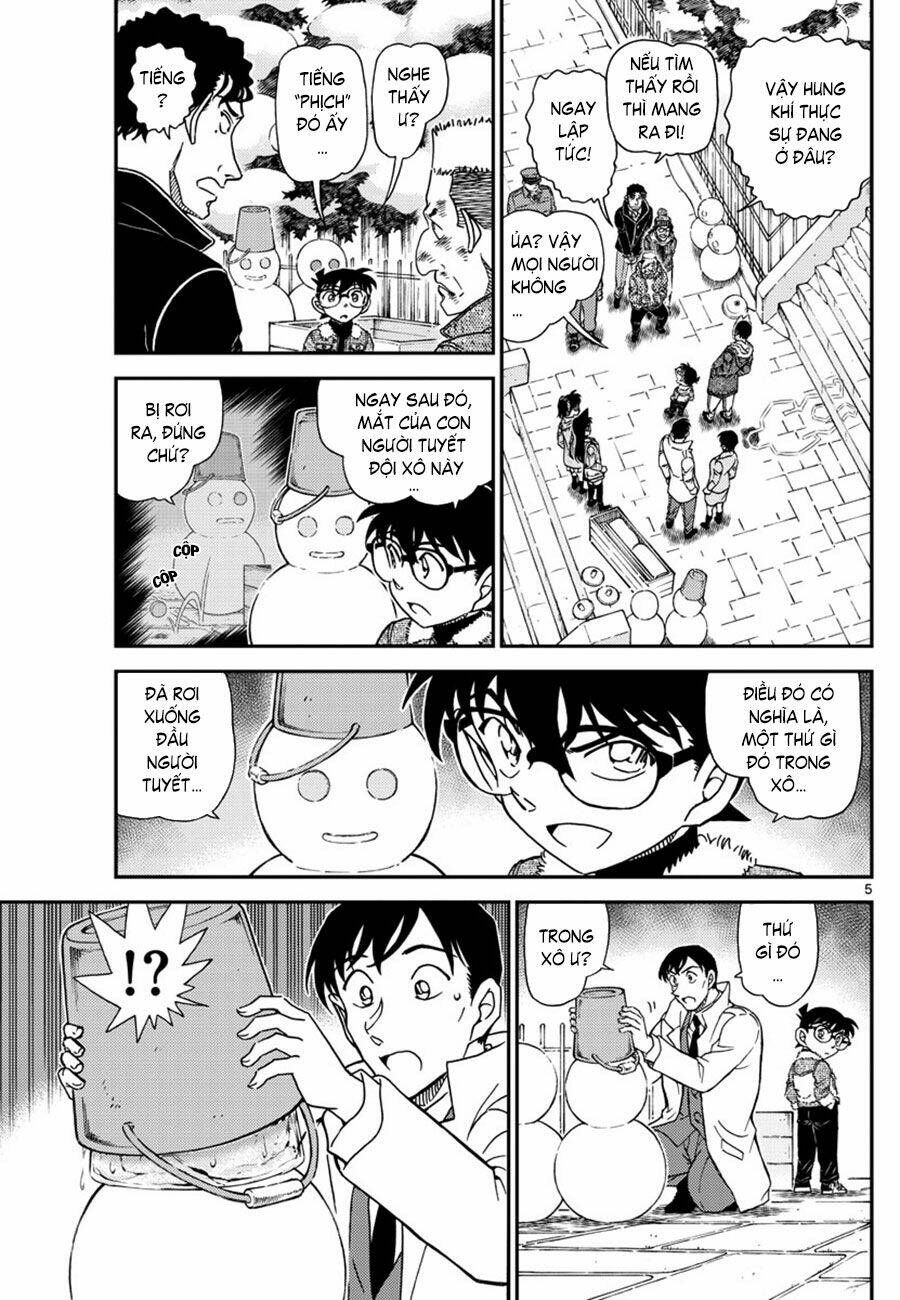 VẬY HUNG
KHÍ THỰC
SỰ ĐANG
Ở ĐÂU?
NẾU TÌM
THẤY RỒI
THÌ MANG
RA ĐI!
NGAY
LẬP
TỨC!
ỦA? VẬY
MỌI NGƯỜI
KHÔNG
...
NGHE
THẤY
Ư?
TIẾNG
"PHỊCH"
ĐÓ ẤY
...
TIẾNG
?
NGAY SAU ĐÓ,
MẮT CỦA CON
NGƯỜI TUYẾT
ĐỘI XÔ NÀY
...
BỊ RƠI
RA, ĐÚNG
CHỨ?
CỘP
CỘP
ĐIỀU ĐÓ CÓ
NGHĨA LÀ,
MỘT THỨ GÌ
ĐÓ TRONG
XÔ...
ĐÃ RƠI
XUỐNG
ĐẦU
NGƯỜI
TUYẾT...
5
THỨ
GÌ ĐÓ
...
TRONG
XÔ Ư?
!?